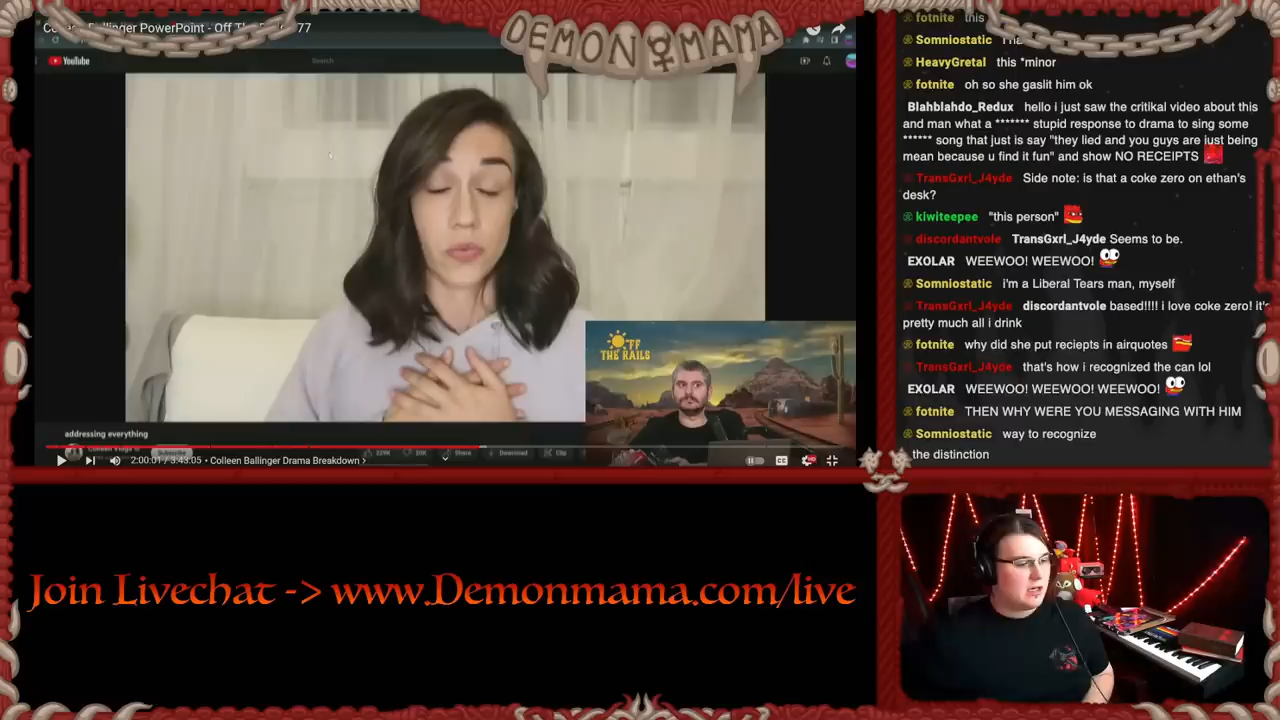 Ballinger PowerPoint - Off Th
77
DEMON MAMA
YouTube
Search
OFF
THE RAILS
addressing everything
Share
Download
Clip
2:00:01 / 3:43:05 • Colleen Ballinger Drama Breakdown >
CC
fotnite this
Somniostatic
HeavyGretal this *minor
fotnite oh so she gaslit him ok
Blahblahdo_Redux hello i just saw the critikal video about this
and man what a ******* stupid response to drama to sing some
****** song that just is say "they lied and you guys are just being
mean because u find it fun" and show NO RECEIPTS
TransGxrl_J4yde Side note: is that a coke zero on ethan's
desk?
kiwiteepee "this person"
discordantvole TransGxrl_J4yde Seems to be.
EXOLAR WEEWOO! WEEWOO!
Somniostatic i'm a Liberal Tears man, myself
TransGxrl_J4yde discordantvole based!!!! i love coke zero! it's
pretty much all i drink
fotnite why did she put reciepts in airquotes
TransGxrl_J4yde that's how i recognized the can lol
EXOLAR WEEWOO! WEEWOO! WEEWOO!
fotnite THEN WHY WERE YOU MESSAGING WITH HIM
Somniostatic way to recognize
the distinction
Join Livechat -> www.Demonmama.com/live